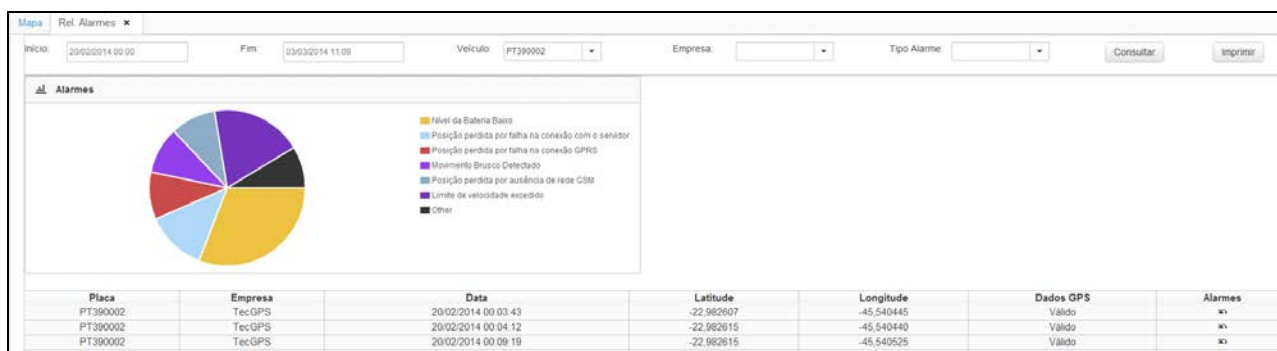 Mapa Rel. Alarmes ×
Início: 20/02/2014 00:00 Fim 03/03/2014 11:09 Veículo PT390002 Empresa: Tipo Alarme: Consultar Imprimir
Alarmes
Nível da Bateria Baixo
Posição perdida por falha na conexão com o servidor
Posição perdida por falha na conexão GPRS
Movimento Brusco Detectado
Posição perdida por ausência de rede GSM
Limite de velocidade excedido
Other
Placa Empresa Data Latitude Longitude Dados GPS Alarmes
PT390002 TecGPS 20/02/2014 00:03:43 -22,982607 -45,540445 Válido
PT390002 TecGPS 20/02/2014 00:04:12 -22,982615 -45,540440 Válido
PT390002 TecGPS 20/02/2014 00:09:19 -22,982615 -45,540525 Válido